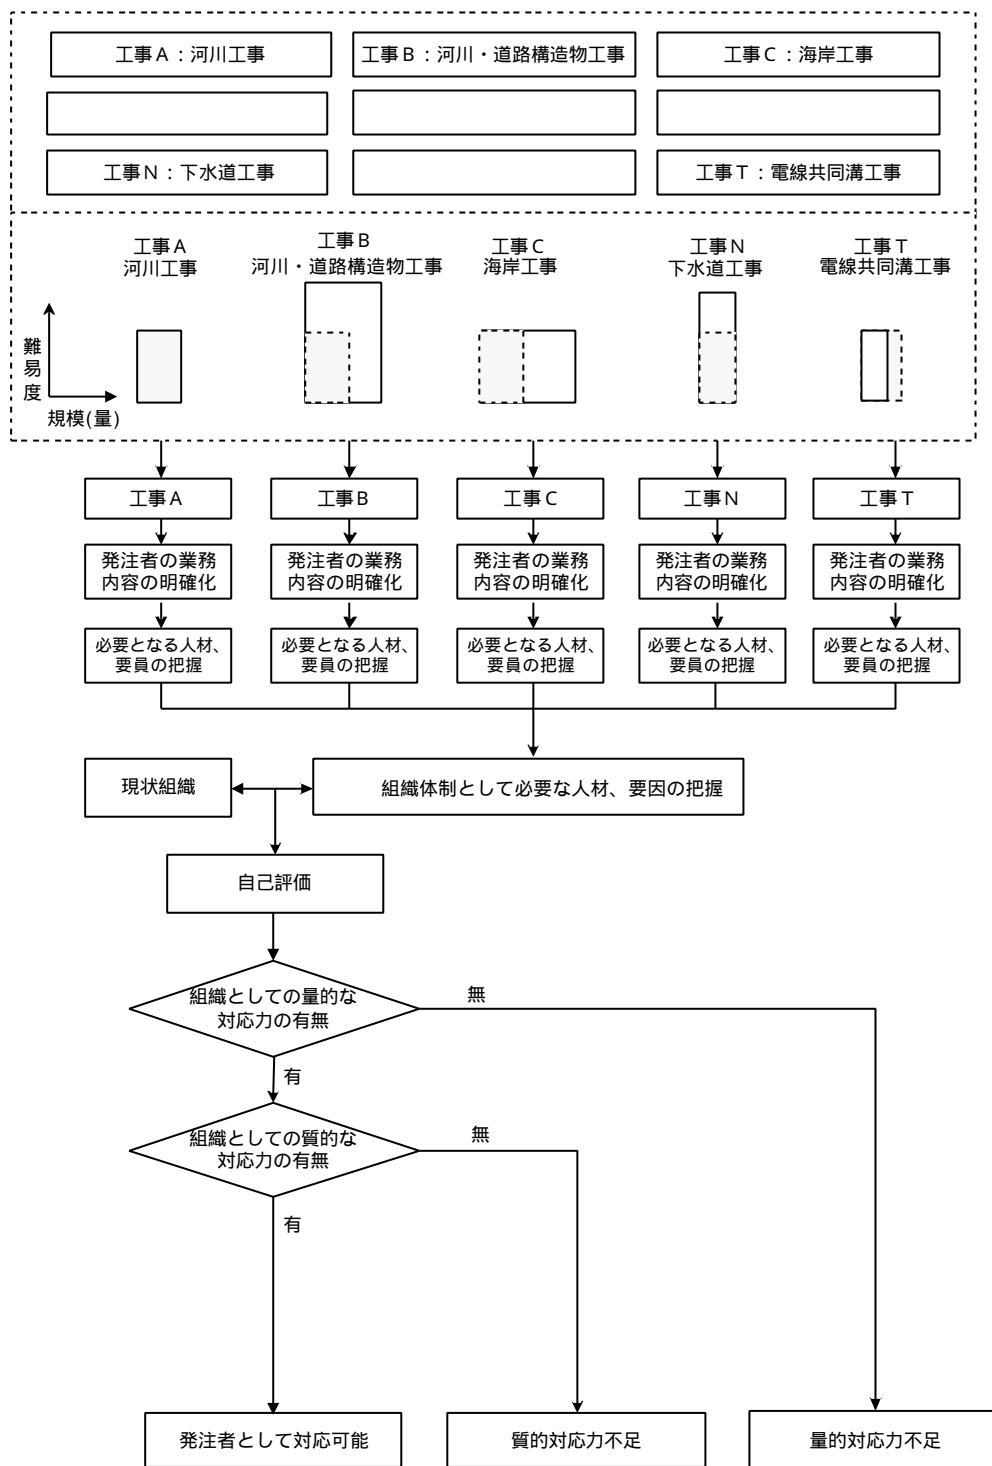 工事A：河川工事
工事B：河川・道路構造物工事
工事C：海岸工事
工事N：下水道工事
工事T：電線共同溝工事
工事A
河川工事
工事B
河川・道路構造物工事
工事C
海岸工事
工事N
下水道工事
工事T
電線共同溝工事
難易度
規模(量)
工事A
工事B
工事C
工事N
工事T
発注者の業務
内容の明確化
発注者の業務
内容の明確化
発注者の業務
内容の明確化
発注者の業務
内容の明確化
発注者の業務
内容の明確化
必要となる人材、
要員の把握
必要となる人材、
要員の把握
必要となる人材、
要員の把握
必要となる人材、
要員の把握
必要となる人材、
要員の把握
現状組織
組織体制として必要な人材、要因の把握
自己評価
組織としての量的な
対応力の有無
無
有
組織としての質的な
対応力の有無
無
有
発注者として対応可能
質的対応力不足
量的対応力不足